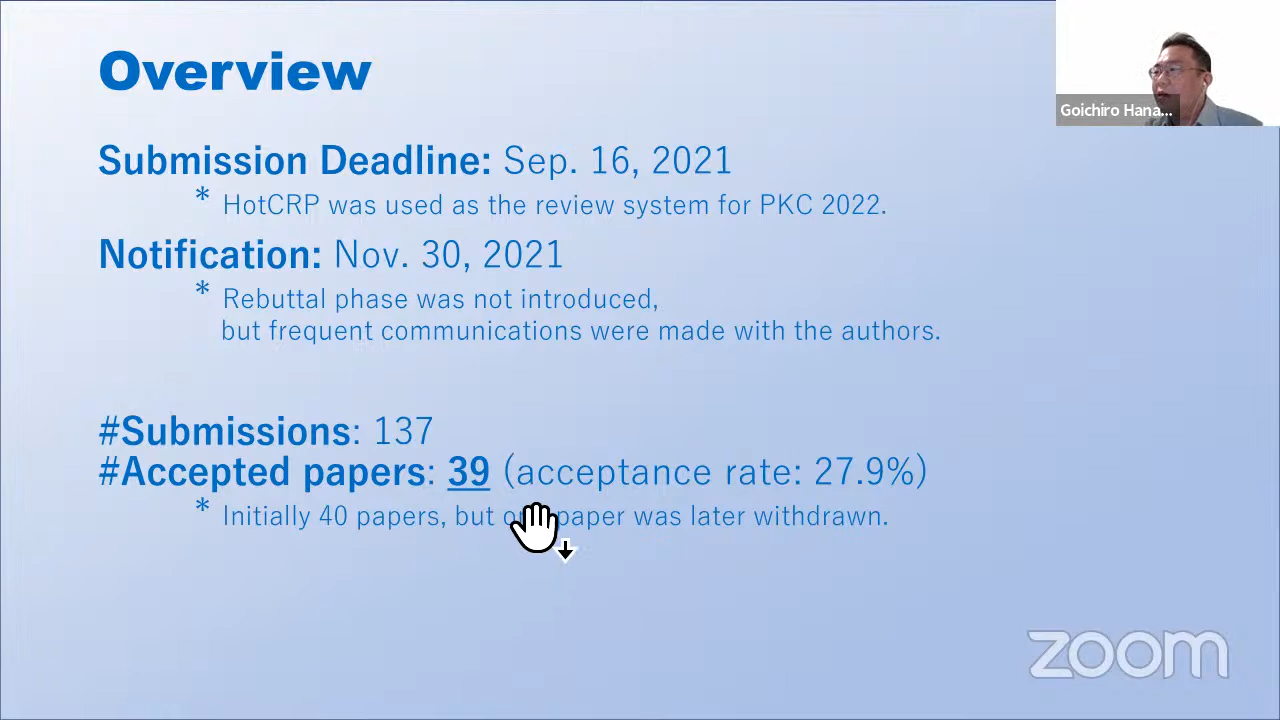 Overview
Goichiro Hana...
Submission Deadline: Sep. 16, 2021
* HotCRP was used as the review system for PKC 2022.
Notification: Nov. 30, 2021
* Rebuttal phase was not introduced,
but frequent communications were made with the authors.
#Submissions: 137
#Accepted papers: 39 (acceptance rate: 27.9%)
* Initially 40 papers, but paper was later withdrawn.
zoom